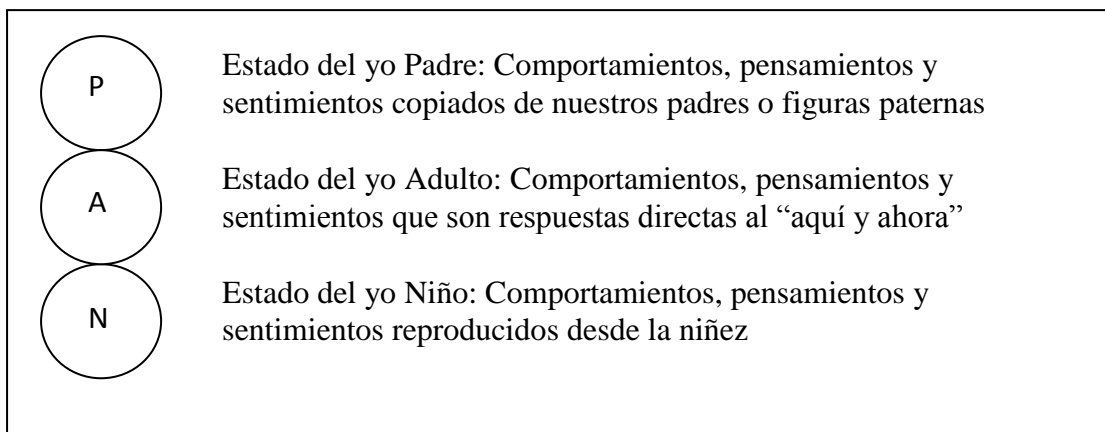 P
Estado del yo Padre: Comportamientos, pensamientos y
sentimientos copiados de nuestros padres o figuras paternas
A
Estado del yo Adulto: Comportamientos, pensamientos y
sentimientos que son respuestas directas al “aquí y ahora”
N
Estado del yo Niño: Comportamientos, pensamientos y
sentimientos reproducidos desde la niñez